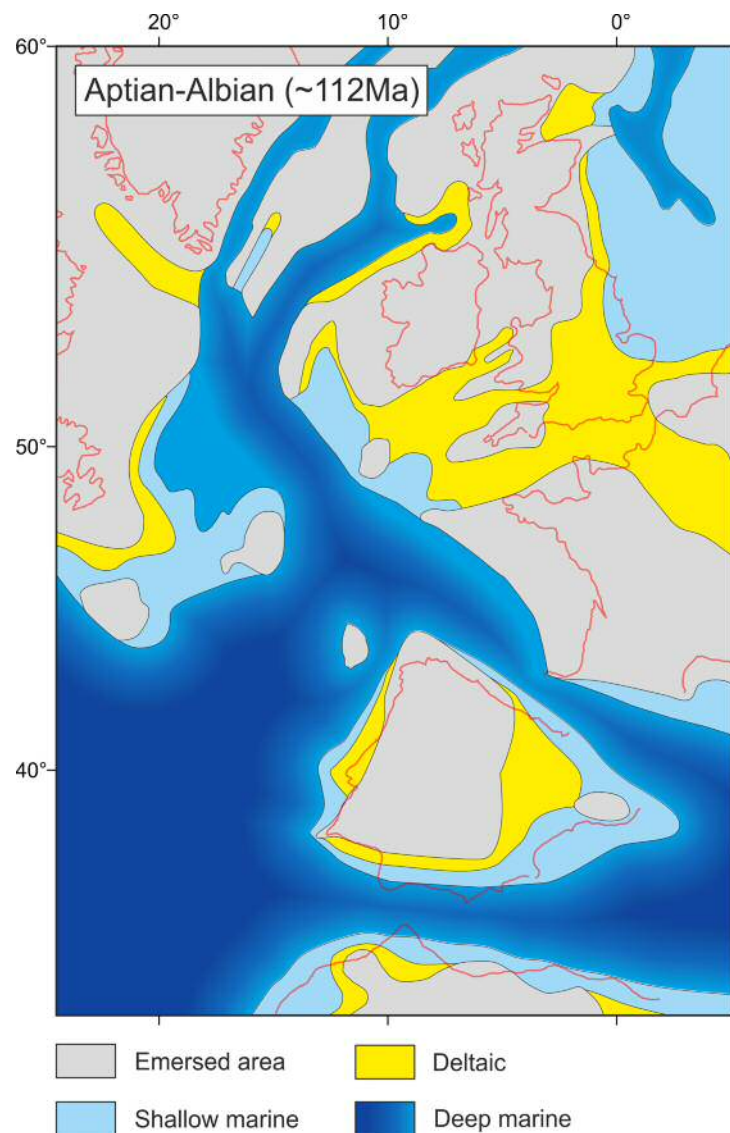 20° 10° 0°
60°
Aptian-Albian (~112Ma)
50°
40°
20° 10° 0°
Emersed area Deltaic
Shallow marine Deep marine